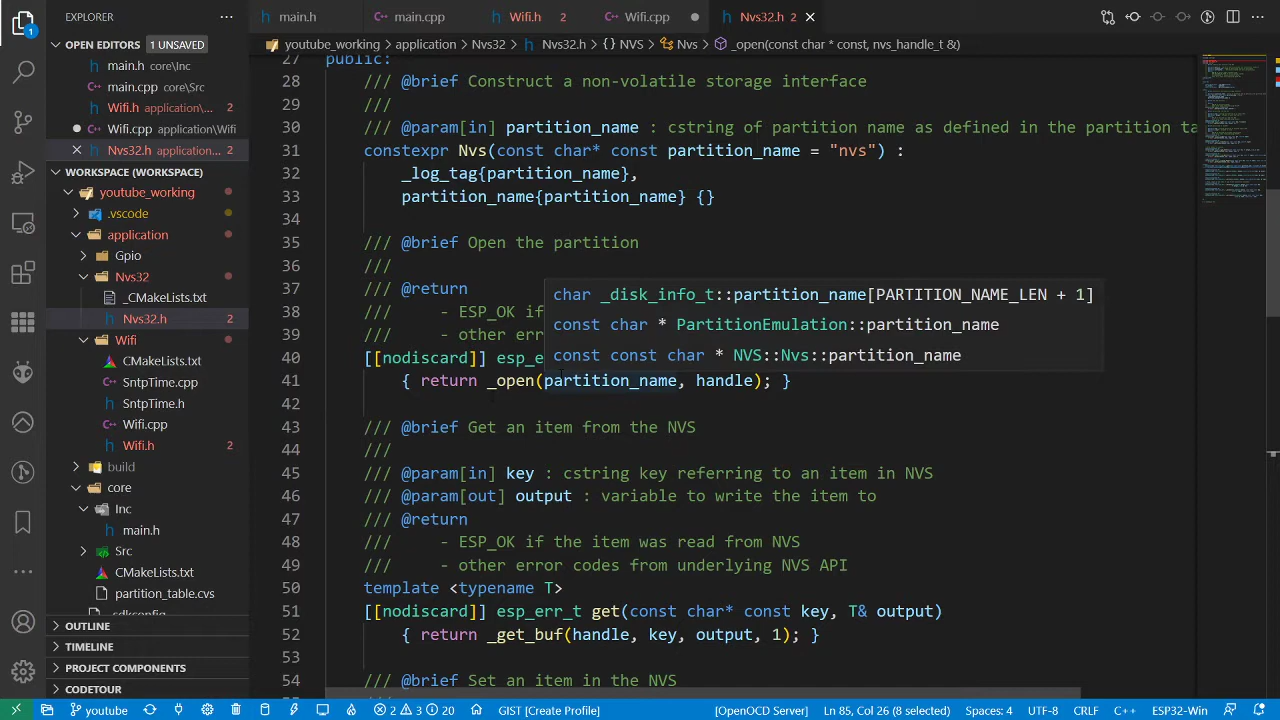 EXPLORER
OPEN EDITORS 1 UNSAVED
main.h core\Inc
main.cpp core\Src
Wifi.h application\... 2
Wifi.cpp application\Wifi
Nvs32.h application... 2
WORKSPACE (WORKSPACE)
youtube_working
.vscode
application
Gpio
Nvs32
_CMakeLists.txt
Nvs32.h 2
Wifi
CMakeLists.txt
SntpTime.cpp
SntpTime.h
Wifi.cpp
Wifi.h 2
build
core
Inc
main.h
Src
CMakeLists.txt
partition_table.cvs
sdkconfig
OUTLINE
TIMELINE
PROJECT COMPONENTS
CODETOUR
main.h main.cpp Wifi.h 2 Wifi.cpp Nvs32.h 2
youtube_working application Nvs32 Nvs32.h {} NVS Nvs _open(const char * const, nvs_handle_t &)
27 public:
28 /// @brief Construct a non-volatile storage interface
29 ///
30 /// @param[in] partition_name : cstring of partition name as defined in the partition ta
31 constexpr Nvs(const char* const partition_name = "nvs") :
32 _log_tag{partition_name},
33 partition_name{partition_name} {}
34
35 /// @brief Open the partition
36 ///
37 /// @return
38 /// - ESP_OK if
39 /// - other err
40 [[nodiscard]] esp_e
41 { return _open(partition_name, handle); }
42
43 /// @brief Get an item from the NVS
44 ///
45 /// @param[in] key : cstring key referring to an item in NVS
46 /// @param[out] output : variable to write the item to
47 /// @return
48 /// - ESP_OK if the item was read from NVS
49 /// - other error codes from underlying NVS API
50 template <typename T>
51 [[nodiscard]] esp_err_t get(const char* const key, T& output)
52 { return _get_buf(handle, key, output, 1); }
53
54 /// @brief Set an item in the NVS
char _disk_info_t::partition_name[PARTITION_NAME_LEN + 1]
const char * PartitionEmulation::partition_name
const const char * NVS::Nvs::partition_name
1
youtube 2 3 20 GIST [Create Profile] [OpenOCD Server] Ln 85, Col 26 (8 selected) Spaces: 4 UTF-8 CRLF C++ ESP32-Win